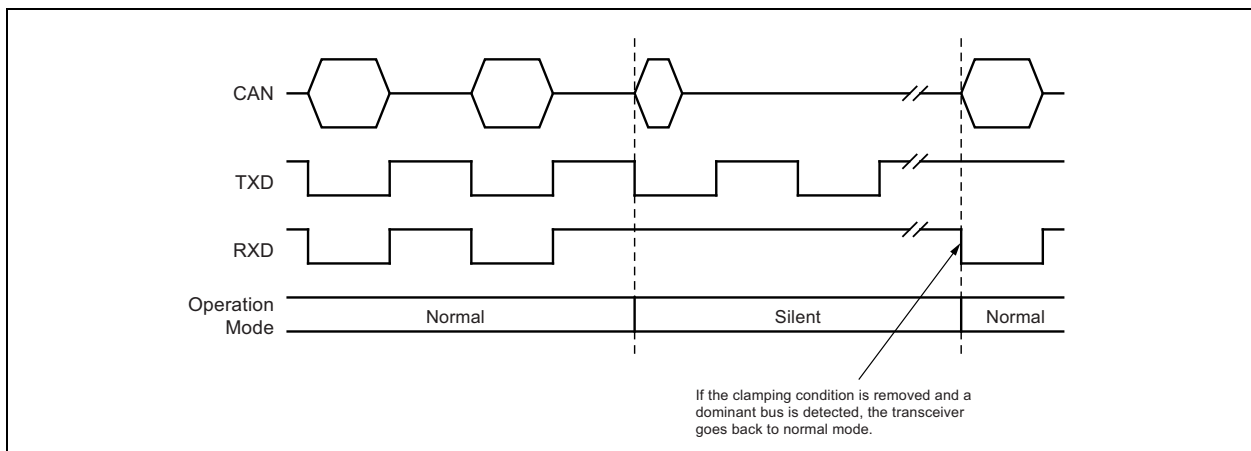 CAN
TXD
RXD
Operation
Mode
Normal
Silent
Normal
If the clamping condition is removed and a
dominant bus is detected, the transceiver
goes back to normal mode.